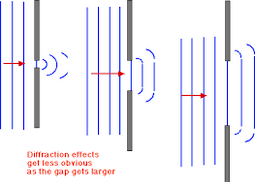 Diffraction effects
get less obvious
as the gap gets larger